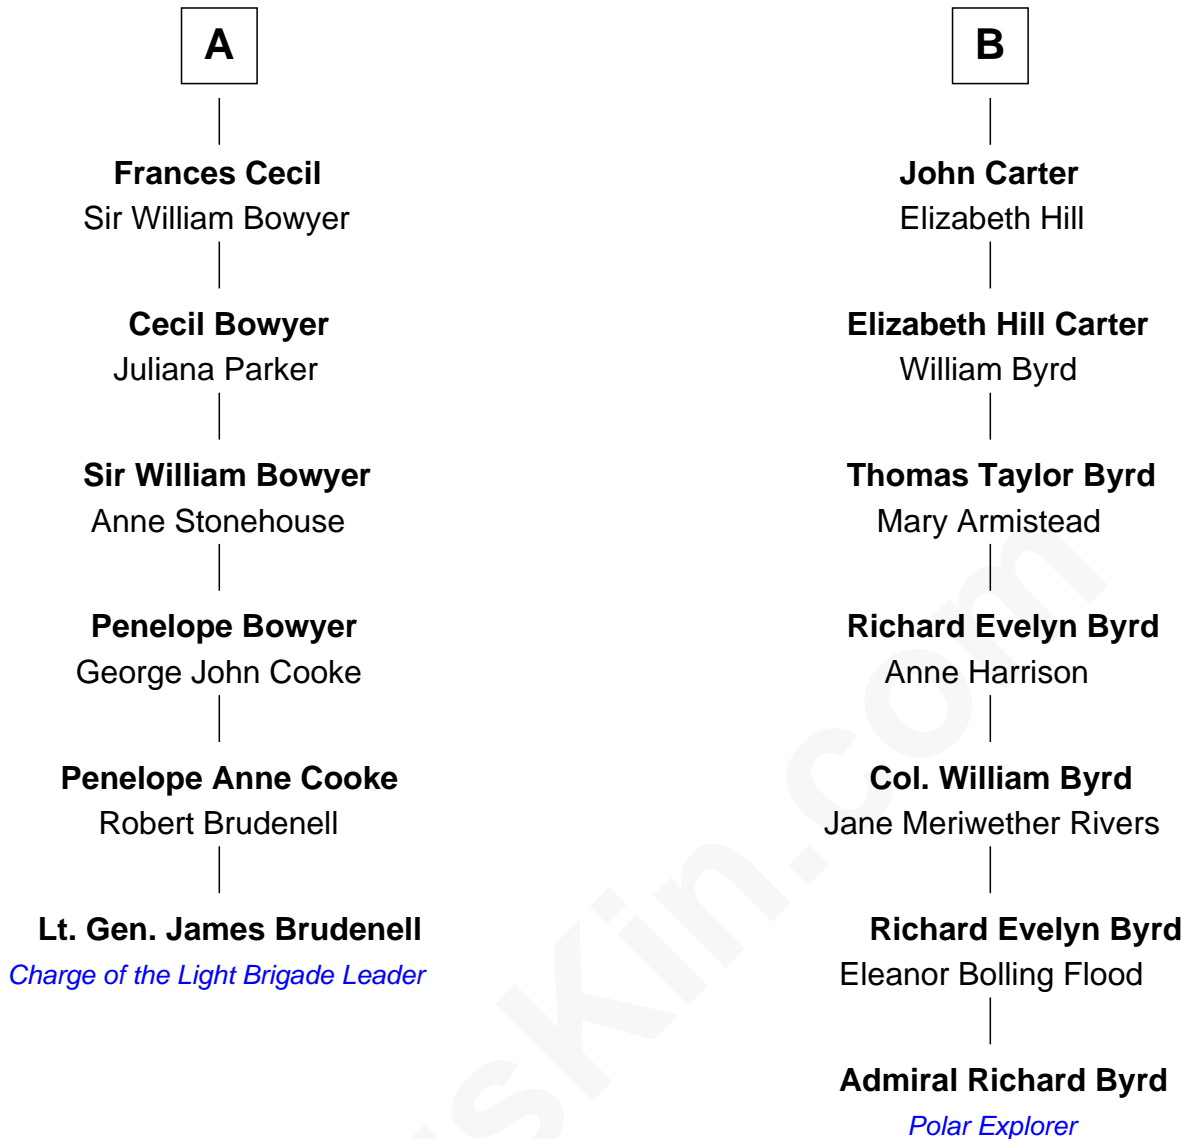 A
Frances Cecil
Sir William Bowyer
Cecil Bowyer
Juliana Parker
Sir William Bowyer
Anne Stonehouse
Penelope Bowyer
George John Cooke
Penelope Anne Cooke
Robert Brudenell
Lt. Gen. James Brudenell
Charge of the Light Brigade Leader
B
John Carter
Elizabeth Hill
Elizabeth Hill Carter
William Byrd
Thomas Taylor Byrd
Mary Armistead
Richard Evelyn Byrd
Anne Harrison
Col. William Byrd
Jane Meriwether Rivers
Richard Evelyn Byrd
Eleanor Bolling Flood
Admiral Richard Byrd
Polar Explorer
usKin.com